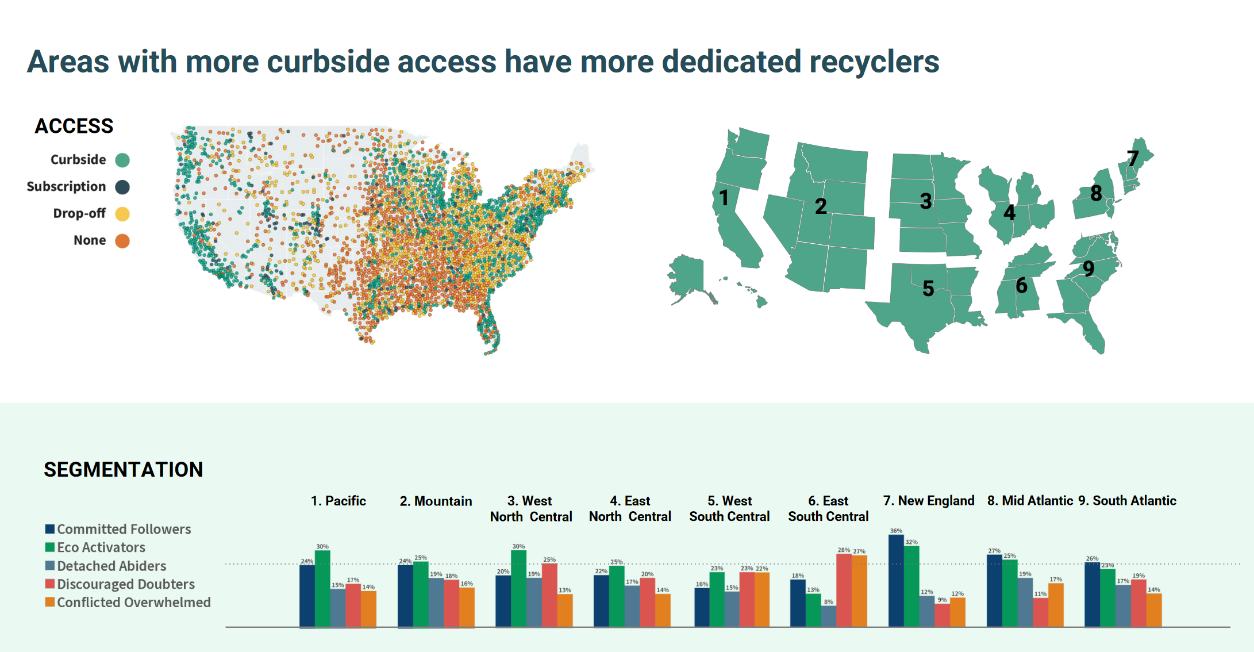 Areas with more curbside access have more dedicated recyclers
ACCESS
Curbside
Subscription
Drop-off
None
1
2
3
4
5
6
7
8
9
SEGMENTATION
Committed Followers
Eco Activators
Detached Abiders
Discouraged Doubters
Conflicted Overwhelmed
1. Pacific
24% 30% 15% 17% 14%
2. Mountain
24% 25% 19% 18% 16%
3. West
North Central
20% 30% 19% 25% 13%
4. East
North Central
22% 25% 17% 20% 14%
5. West
South Central
16% 23% 15% 23% 22%
6. East
South Central
18% 13% 8% 28% 27%
7. New England
36% 32% 12% 9% 12%
8. Mid Atlantic
27% 25% 19% 11% 17%
9. South Atlantic
26% 23% 17% 19% 14%